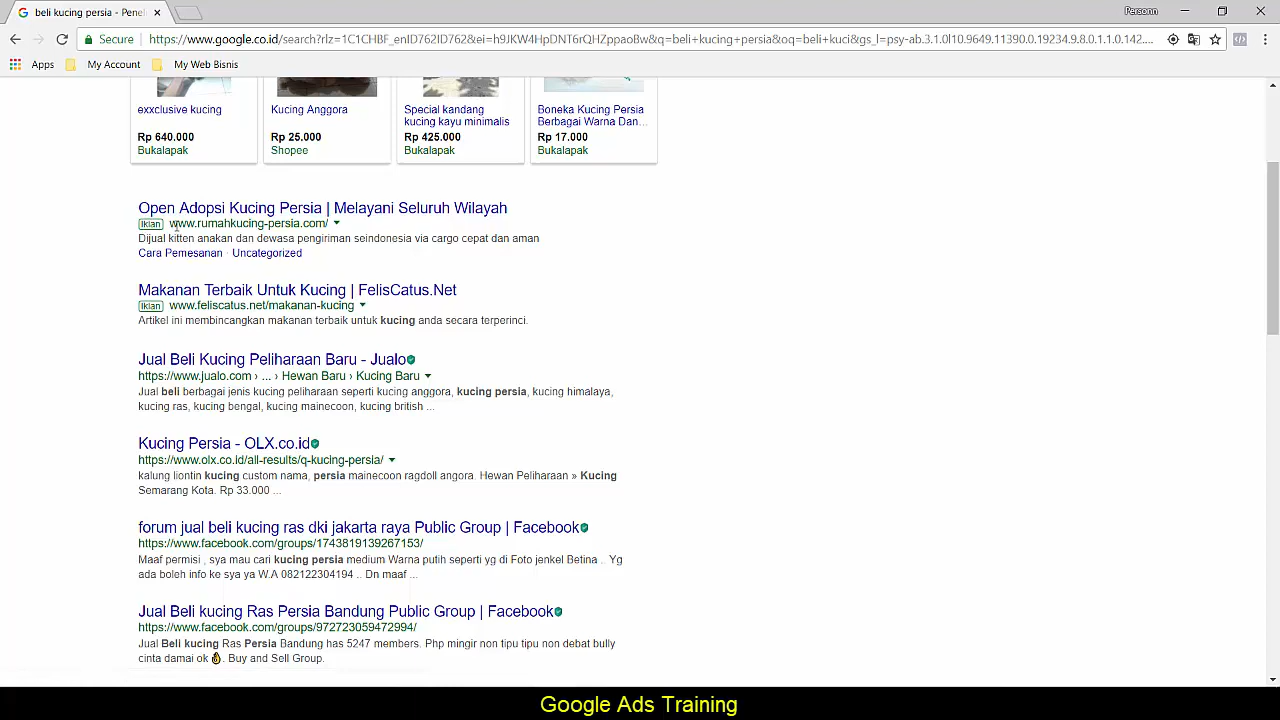 beli kucing persia - Pene
Personn
Secure
https://www.google.co.id/search?rlz=1C1CHBF_enID762ID762&ei=h9JKW4HpDNT6rQHZppaoBw&q=beli+kucing+persia&oq=beli+kuci&gs_l=psy-ab.3.1.0l10.9649.11390.0.19234.9.8.0.1.1.0.142....
Apps
My Account
My Web Bisnis
exxclusive kucing
Rp 640.000
Bukalapak
Kucing Anggora
Rp 25.000
Shopee
Special kandang
kucing kayu minimalis
Rp 425.000
Bukalapak
Boneka Kucing Persia
Berbagai Warna Dan...
Rp 17.000
Bukalapak
Open Adopsi Kucing Persia | Melayani Seluruh Wilayah
Iklan www.rumahkucing-persia.com/
Dijual kitten anakan dan dewasa pengiriman seindonesia via cargo cepat dan aman
Cara Pemesanan · Uncategorized
Makanan Terbaik Untuk Kucing | FelisCatus.Net
Iklan www.feliscatus.net/makanan-kucing
Artikel ini membincangkan makanan terbaik untuk kucing anda secara terperinci.
Jual Beli Kucing Peliharaan Baru - Jualo
https://www.jualo.com › ... › Hewan Baru › Kucing Baru
Jual beli berbagai jenis kucing peliharaan seperti kucing anggora, kucing persia, kucing himalaya,
kucing ras, kucing bengal, kucing mainecoon, kucing british ...
Kucing Persia - OLX.co.id
https://www.olx.co.id/all-results/q-kucing-persia/
kalung liontin kucing custom nama, persia mainecoon ragdoll angora. Hewan Peliharaan » Kucing
Semarang Kota. Rp 33.000 ...
forum jual beli kucing ras dki jakarta raya Public Group | Facebook
https://www.facebook.com/groups/1743819139267153/
Maaf permisi , sya mau cari kucing persia medium Warna putih seperti yg di Foto jenkel Betina .. Yg
ada boleh info ke sya ya W.A 082122304194 .. Dn maaf ...
Jual Beli kucing Ras Persia Bandung Public Group | Facebook
https://www.facebook.com/groups/972723059472994/
Jual Beli kucing Ras Persia Bandung has 5247 members. Php mingir non tipu tipu non debat bully
cinta damai ok 👌. Buy and Sell Group.
Google Ads Training